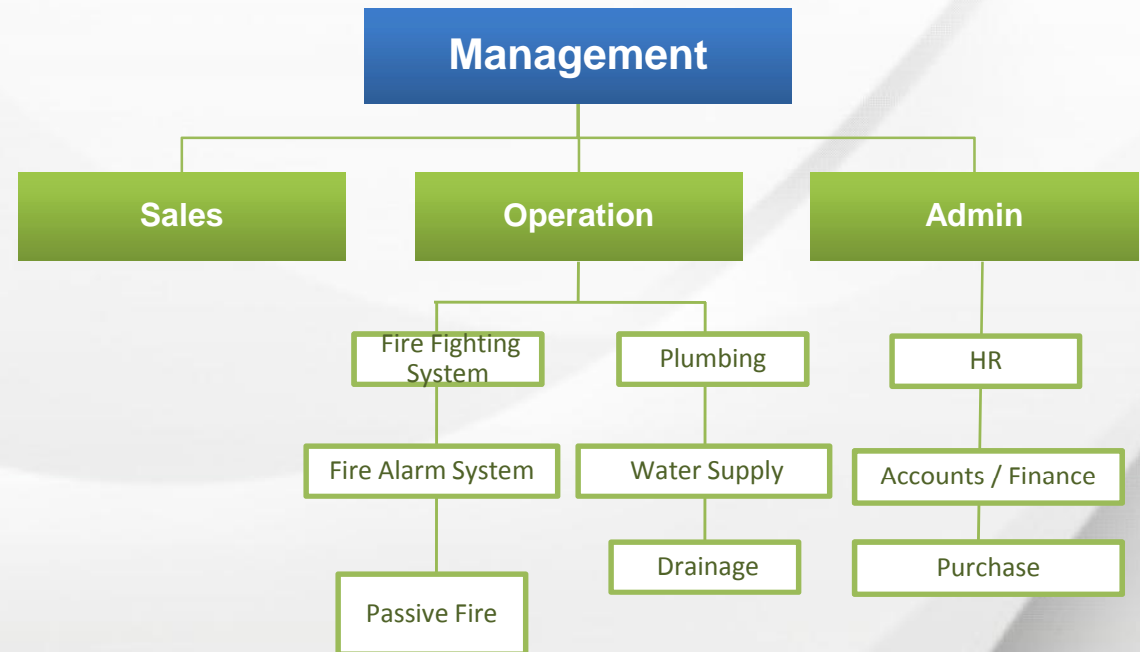 Management
Sales
Operation
Admin
Fire Fighting
System
Plumbing
HR
Fire Alarm System
Water Supply
Accounts / Finance
Drainage
Purchase
Passive Fire